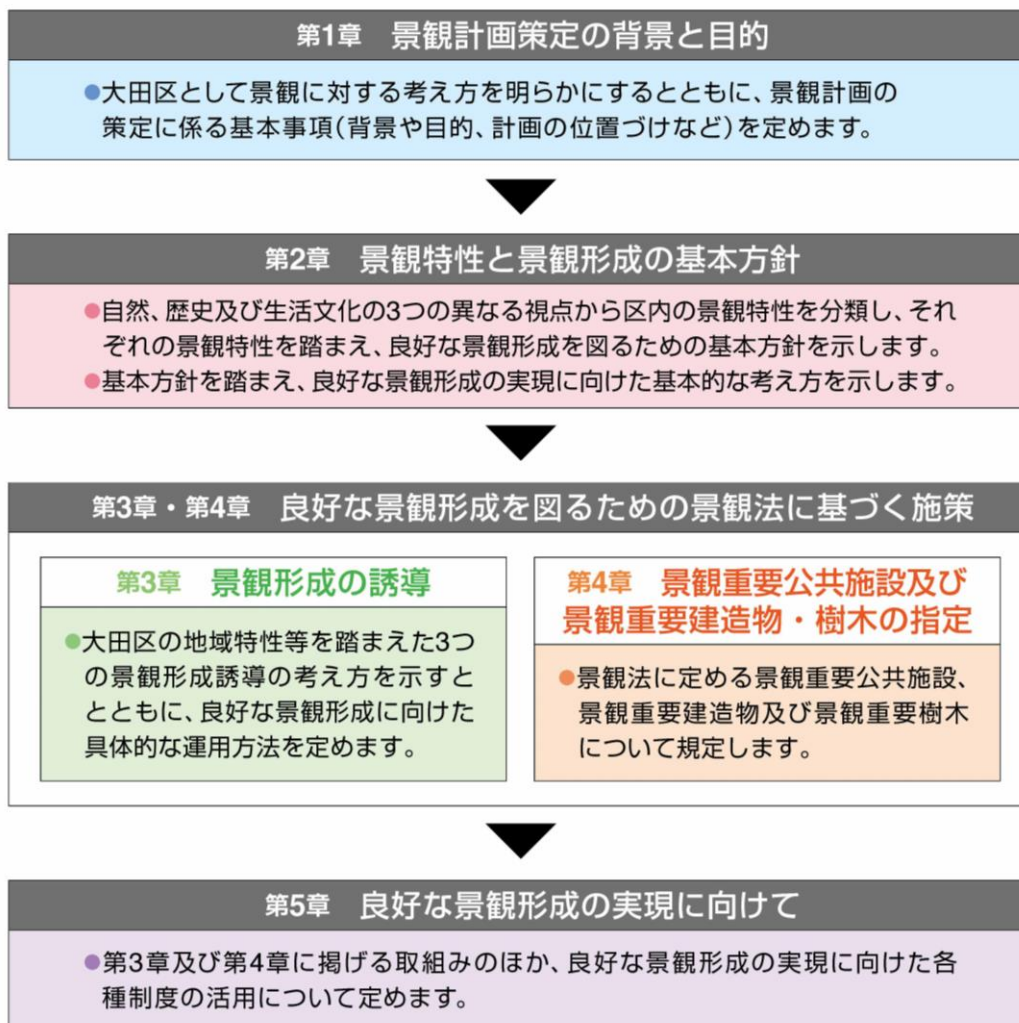 第1章 景観計画策定の背景と目的
●大田区として景観に対する考え方を明らかにするとともに、景観計画の
策定に係る基本事項(背景や目的、計画の位置づけなど)を定めます。
第2章 景観特性と景観形成の基本方針
●自然、歴史及び生活文化の3つの異なる視点から区内の景観特性を分類し、それ
ぞれの景観特性を踏まえ、良好な景観形成を図るための基本方針を示します。
●基本方針を踏まえ、良好な景観形成の実現に向けた基本的な考え方を示します。
第3章・第4章 良好な景観形成を図るための景観法に基づく施策
第3章 景観形成の誘導
●大田区の地域特性等を踏まえた3つ
の景観形成誘導の考え方を示すと
とともに、良好な景観形成に向けた
具体的な運用方法を定めます。
第4章 景観重要公共施設及び
景観重要建造物・樹木の指定
●景観法に定める景観重要公共施設、
景観重要建造物及び景観重要樹木
について規定します。
第5章 良好な景観形成の実現に向けて
●第3章及び第4章に掲げる取組みのほか、良好な景観形成の実現に向けた各
種制度の活用について定めます。